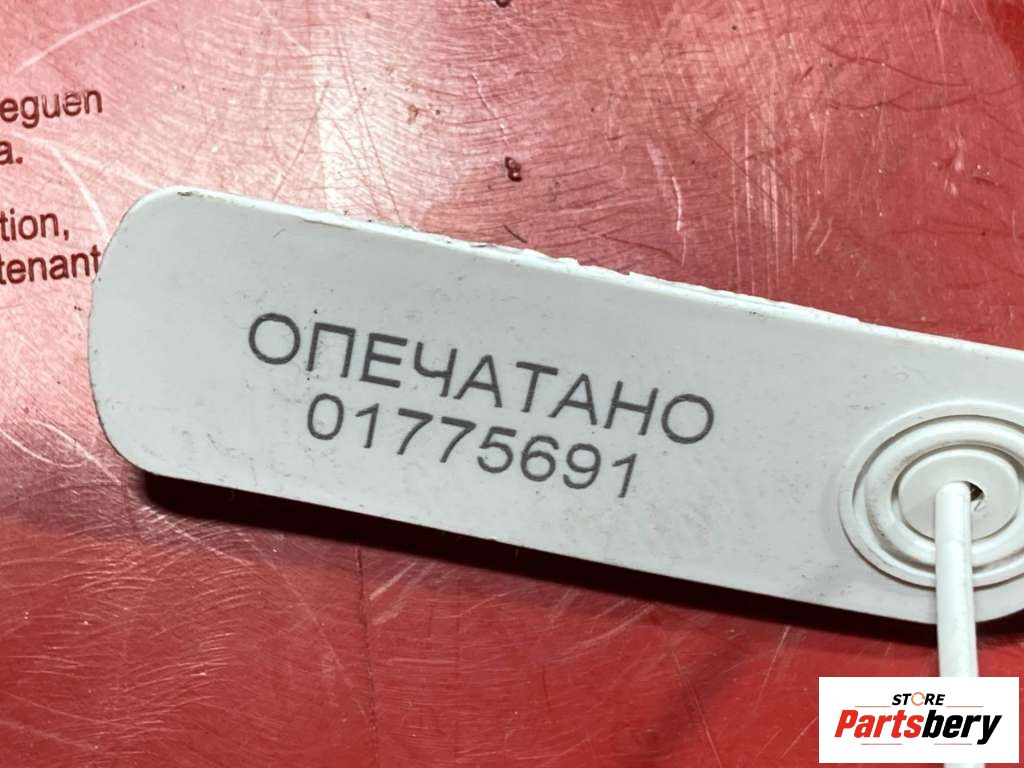 eguen
a.
tion,
tenant
ОПЕЧАТАНО
01775691
STORE
Partsbery